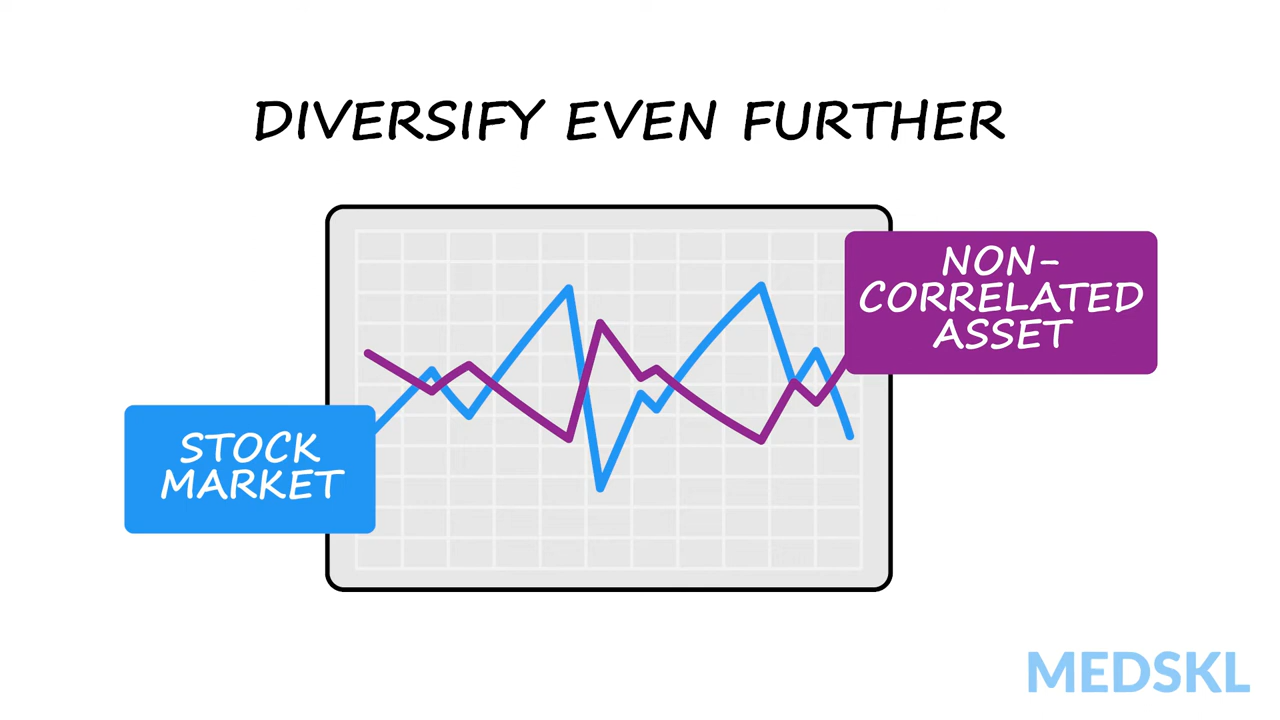 DIVERSIFY EVEN FURTHER
NON-
CORRELATED
ASSET
STOCK
MARKET
MEDSKL